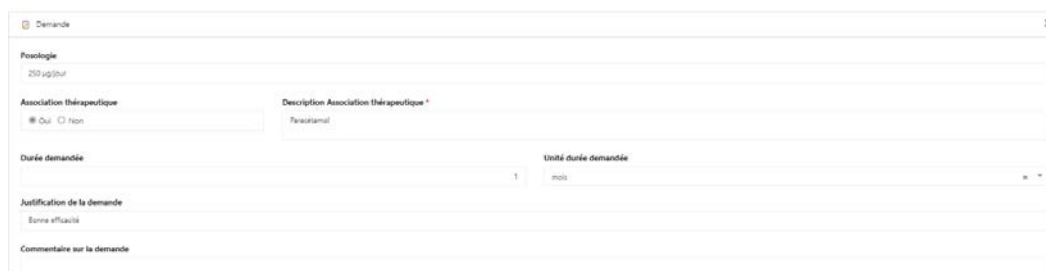 Demande
Posologie
250 µg/jour
Association thérapeutique
Description Association thérapeutique *
Oui Non
Paracétamol
Durée demandée
Unité durée demandée
1
mois
Justification de la demande
Bonne efficacité
Commentaire sur la demande